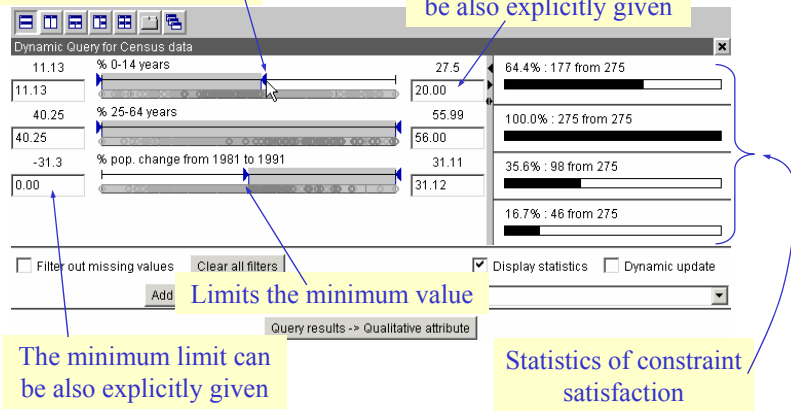 be also explicitly given
Dynamic Query for Census data
11.13 % 0-14 years 27.5 64.4% : 177 from 275
11.13 20.00
40.25 % 25-64 years 55.99 100.0% : 275 from 275
40.25 56.00
-31.3 % pop. change from 1981 to 1991 31.11 35.6% : 98 from 275
0.00 31.12
16.7% : 46 from 275
Filter out missing values Clear all filters Display statistics Dynamic update
Add
Limits the minimum value
Query results -> Qualitative attribute
The minimum limit can
be also explicitly given
Statistics of constraint
satisfaction